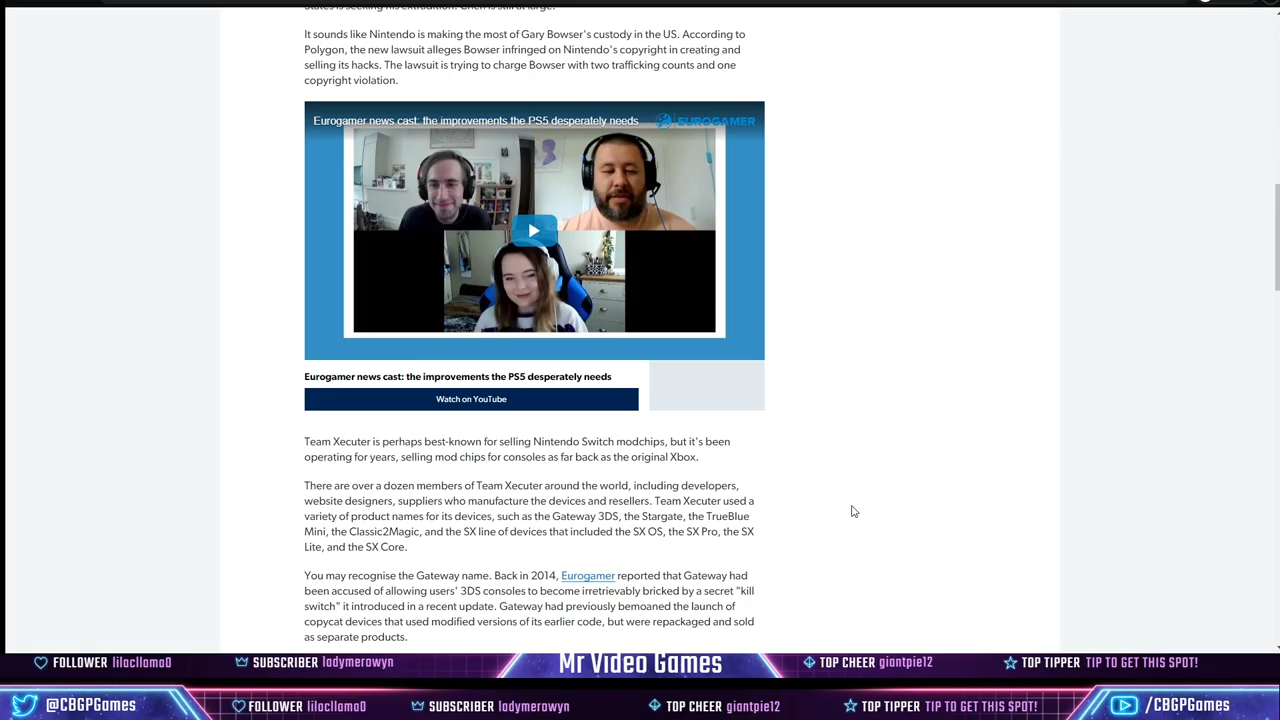 States is seeking his extradition. Chen is still at large.
It sounds like Nintendo is making the most of Gary Bowser's custody in the US. According to
Polygon, the new lawsuit alleges Bowser infringed on Nintendo's copyright in creating and
selling its hacks. The lawsuit is trying to charge Bowser with two trafficking counts and one
copyright violation.
Eurogamer news cast: the improvements the PS5 desperately needs
EUROGAMER
Eurogamer news cast: the improvements the PS5 desperately needs
Watch on YouTube
Team Xecuter is perhaps best-known for selling Nintendo Switch modchips, but it's been
operating for years, selling mod chips for consoles as far back as the original Xbox.
There are over a dozen members of Team Xecuter around the world, including developers,
website designers, suppliers who manufacture the devices and resellers. Team Xecuter used a
variety of product names for its devices, such as the Gateway 3DS, the Stargate, the TrueBlue
Mini, the Classic2Magic, and the SX line of devices that included the SX OS, the SX Pro, the SX
Lite, and the SX Core.
You may recognise the Gateway name. Back in 2014, Eurogamer reported that Gateway had
been accused of allowing users' 3DS consoles to become irretrievably bricked by a secret "kill
switch" it introduced in a recent update. Gateway had previously bemoaned the launch of
copycat devices that used modified versions of its earlier code, but were repackaged and sold
as separate products.
FOLLOWER lilacllama0 SUBSCRIBER ladymerowyn Mr Video Games TOP CHEER giantpie12 TOP TIPPER TIP TO GET THIS SPOT!
@CBGPGames FOLLOWER lilacllama0 SUBSCRIBER ladymerowyn TOP CHEER giantpie12 TOP TIPPER TIP TO GET THIS SPOT! /CBGPGames